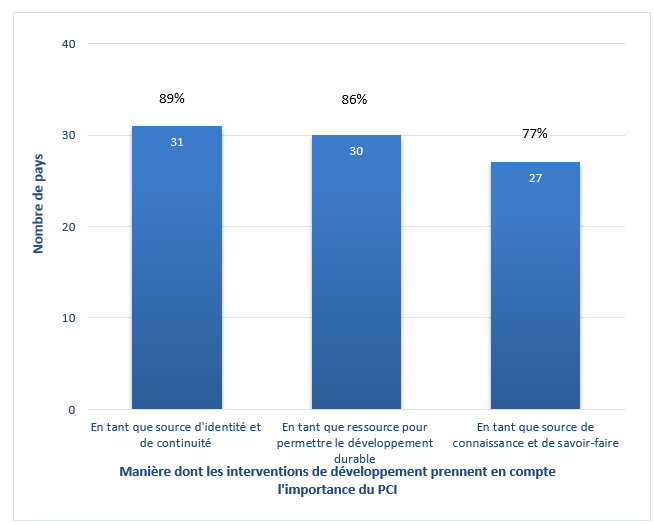 40
30
20
10
0
Nombre de pays
89%
86%
77%
31
30
27
En tant que source d'identité et
de continuité
En tant que ressource pour
permettre le développement
durable
En tant que source de
connaissance et de savoir-faire
Manière dont les interventions de développement prennent en compte
l'importance du PCI